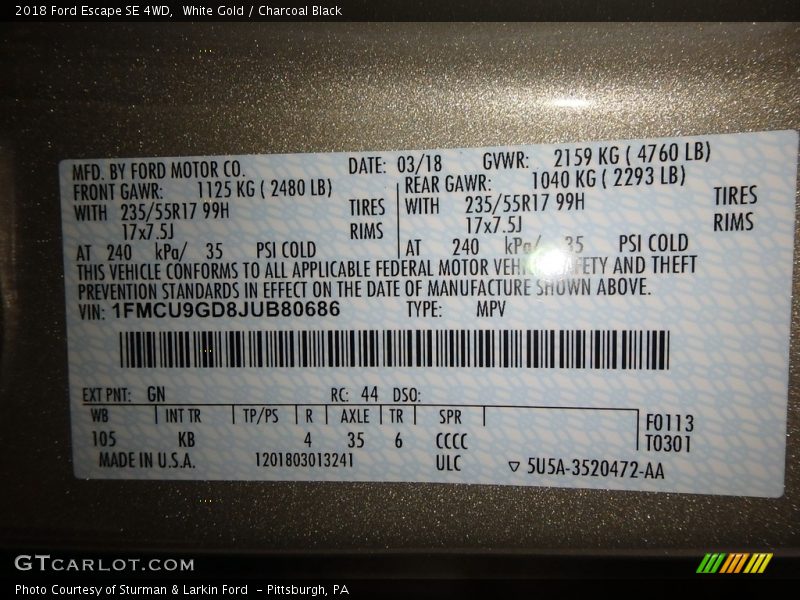 2018 Ford Escape SE 4WD,  White Gold / Charcoal Black
MFD. BY FORD MOTOR CO. DATE: 03/18 GVWR: 2159 KG ( 4760 LB)
FRONT GAWR: 1125 KG ( 2480 LB) REAR GAWR: 1040 KG ( 2293 LB)
WITH 235/55R17 99H TIRES WITH 235/55R17 99H TIRES
17x7.5J RIMS 17x7.5J RIMS
AT 240 kPa/ 35 PSI COLD AT 240 kPa/ 35 PSI COLD
THIS VEHICLE CONFORMS TO ALL APPLICABLE FEDERAL MOTOR AND THEFT
PREVENTION STANDARDS IN EFFECT ON THE DATE OF MANUFACTURE SHOWN ABOVE.
VIN: 1FMCU9GD8JUB80686 TYPE: MPV
EXT PNT: GN RC: 44 DSO:
WB INT TR TP/PS R AXLE TR SPR F0113
105 KB 4 35 6 CCCC T0301
MADE IN U.S.A. 1201803013241 ULC ▽ 5U5A-3520472-AA
GTCARLOT.COM
Photo Courtesy of Sturman & Larkin Ford  - Pittsburgh, PA